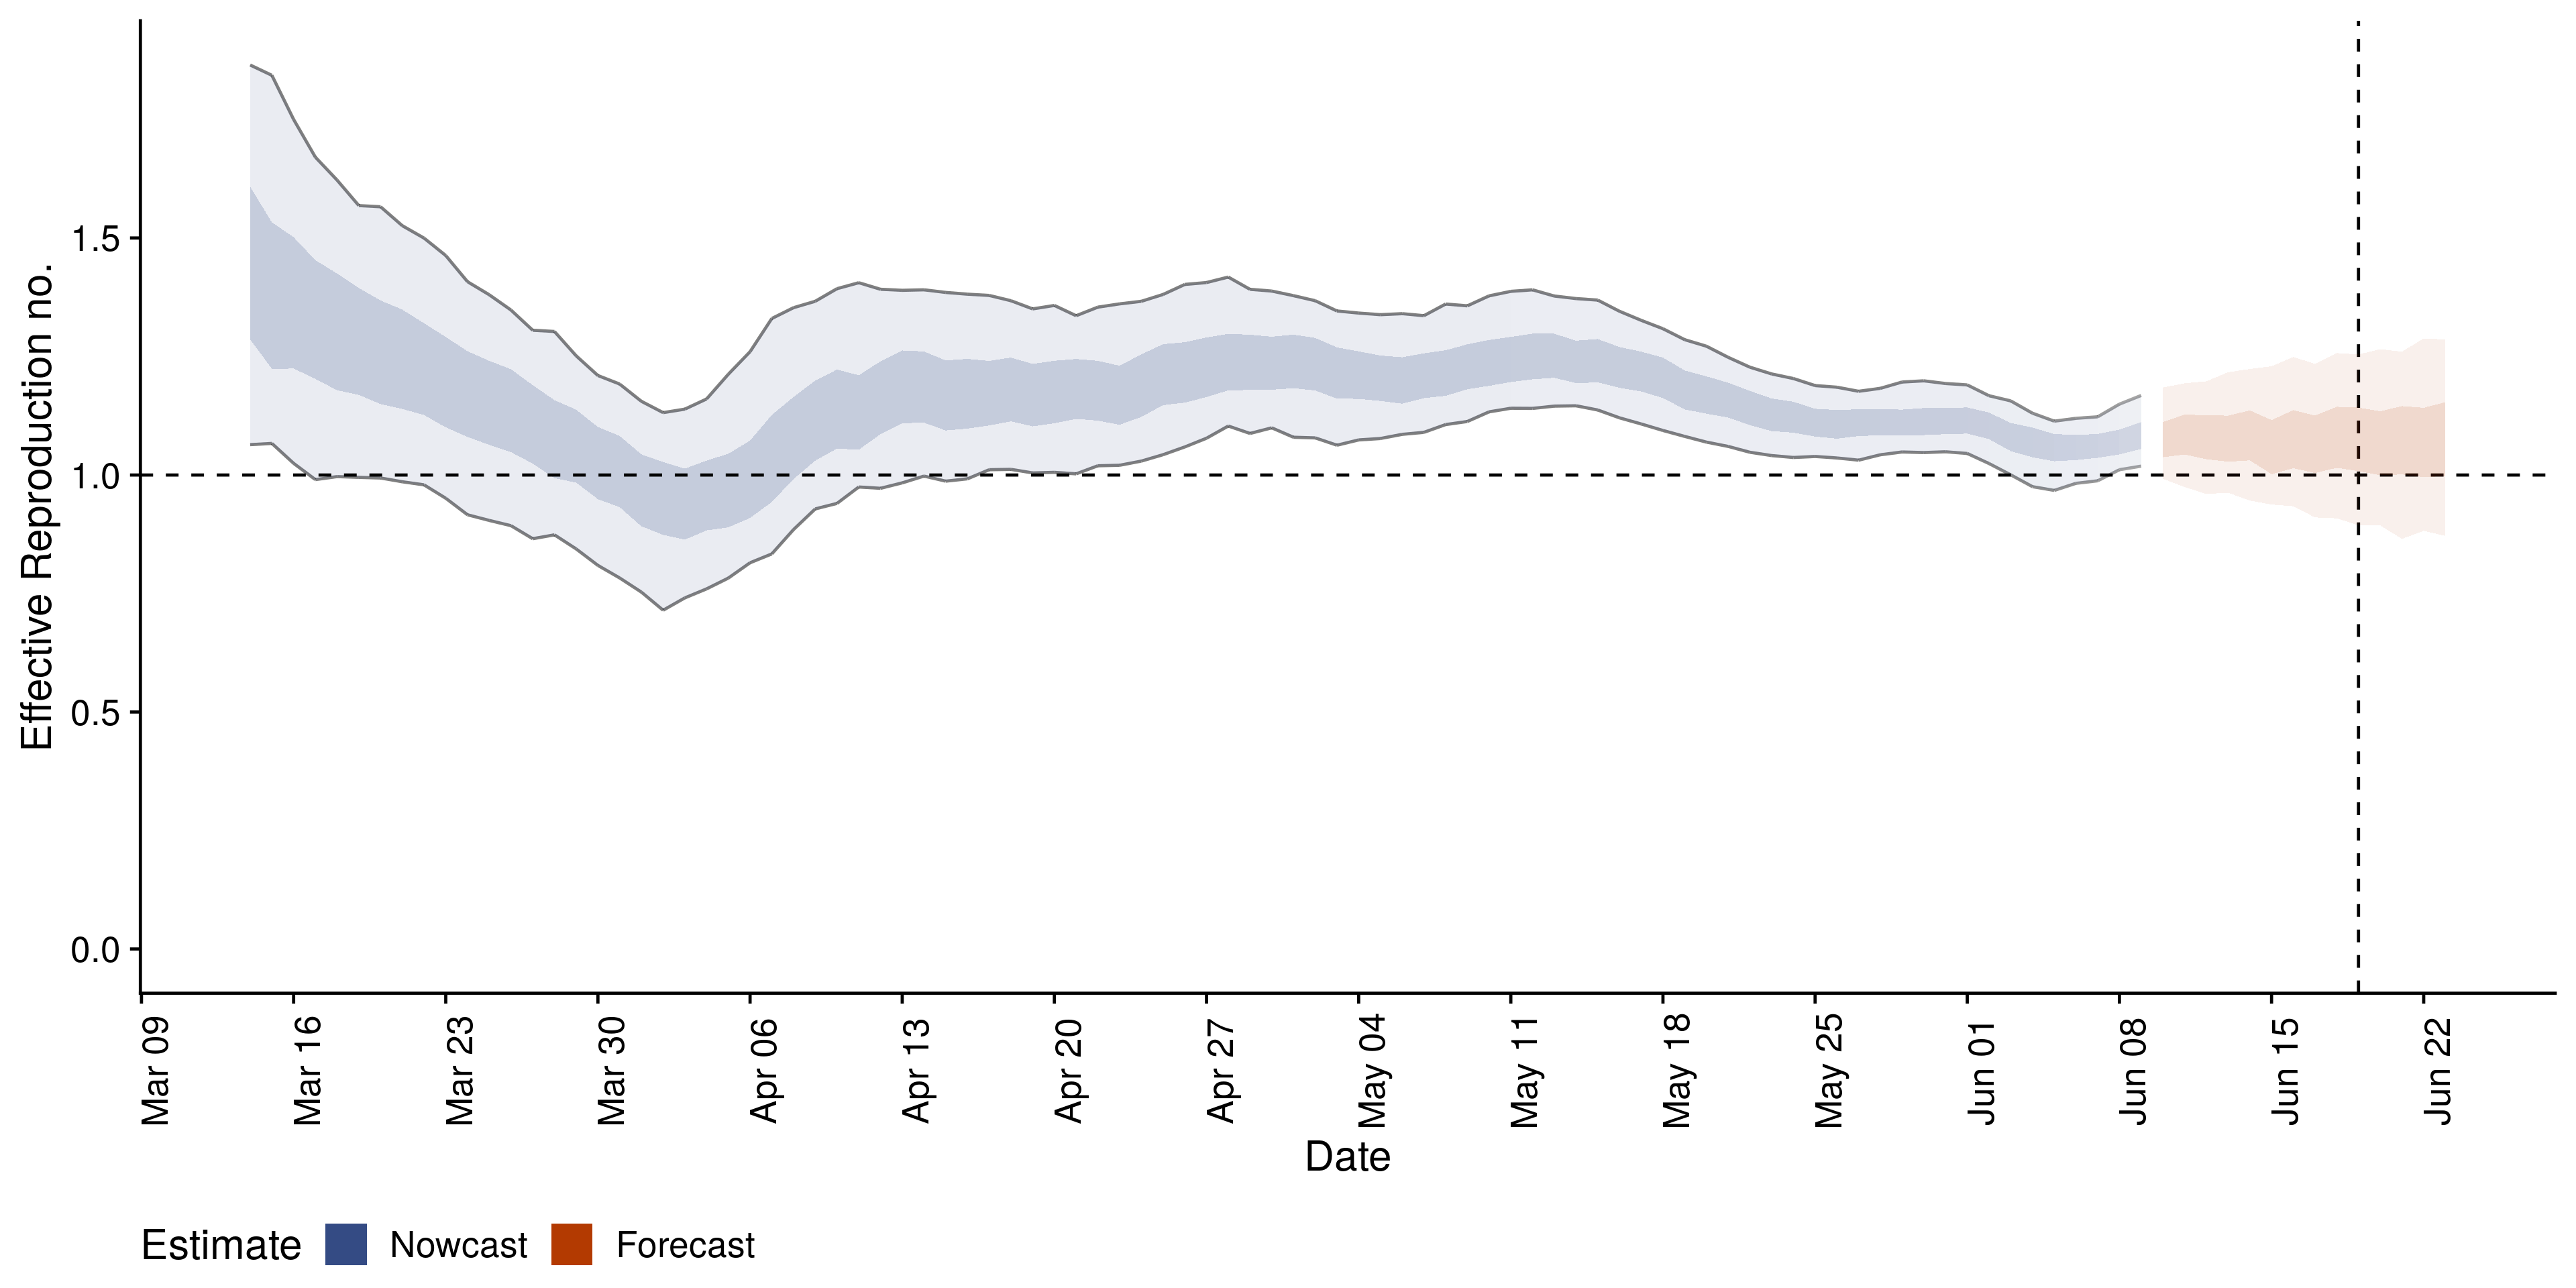 Effective Reproduction no.
1.5
1.0
0.5
0.0
Mar 09
Mar 16
Mar 23
Mar 30
Apr 06
Apr 13
Apr 20
Apr 27
May 04
May 11
May 18
May 25
Jun 01
Jun 08
Jun 15
Jun 22
Date
Estimate Nowcast Forecast